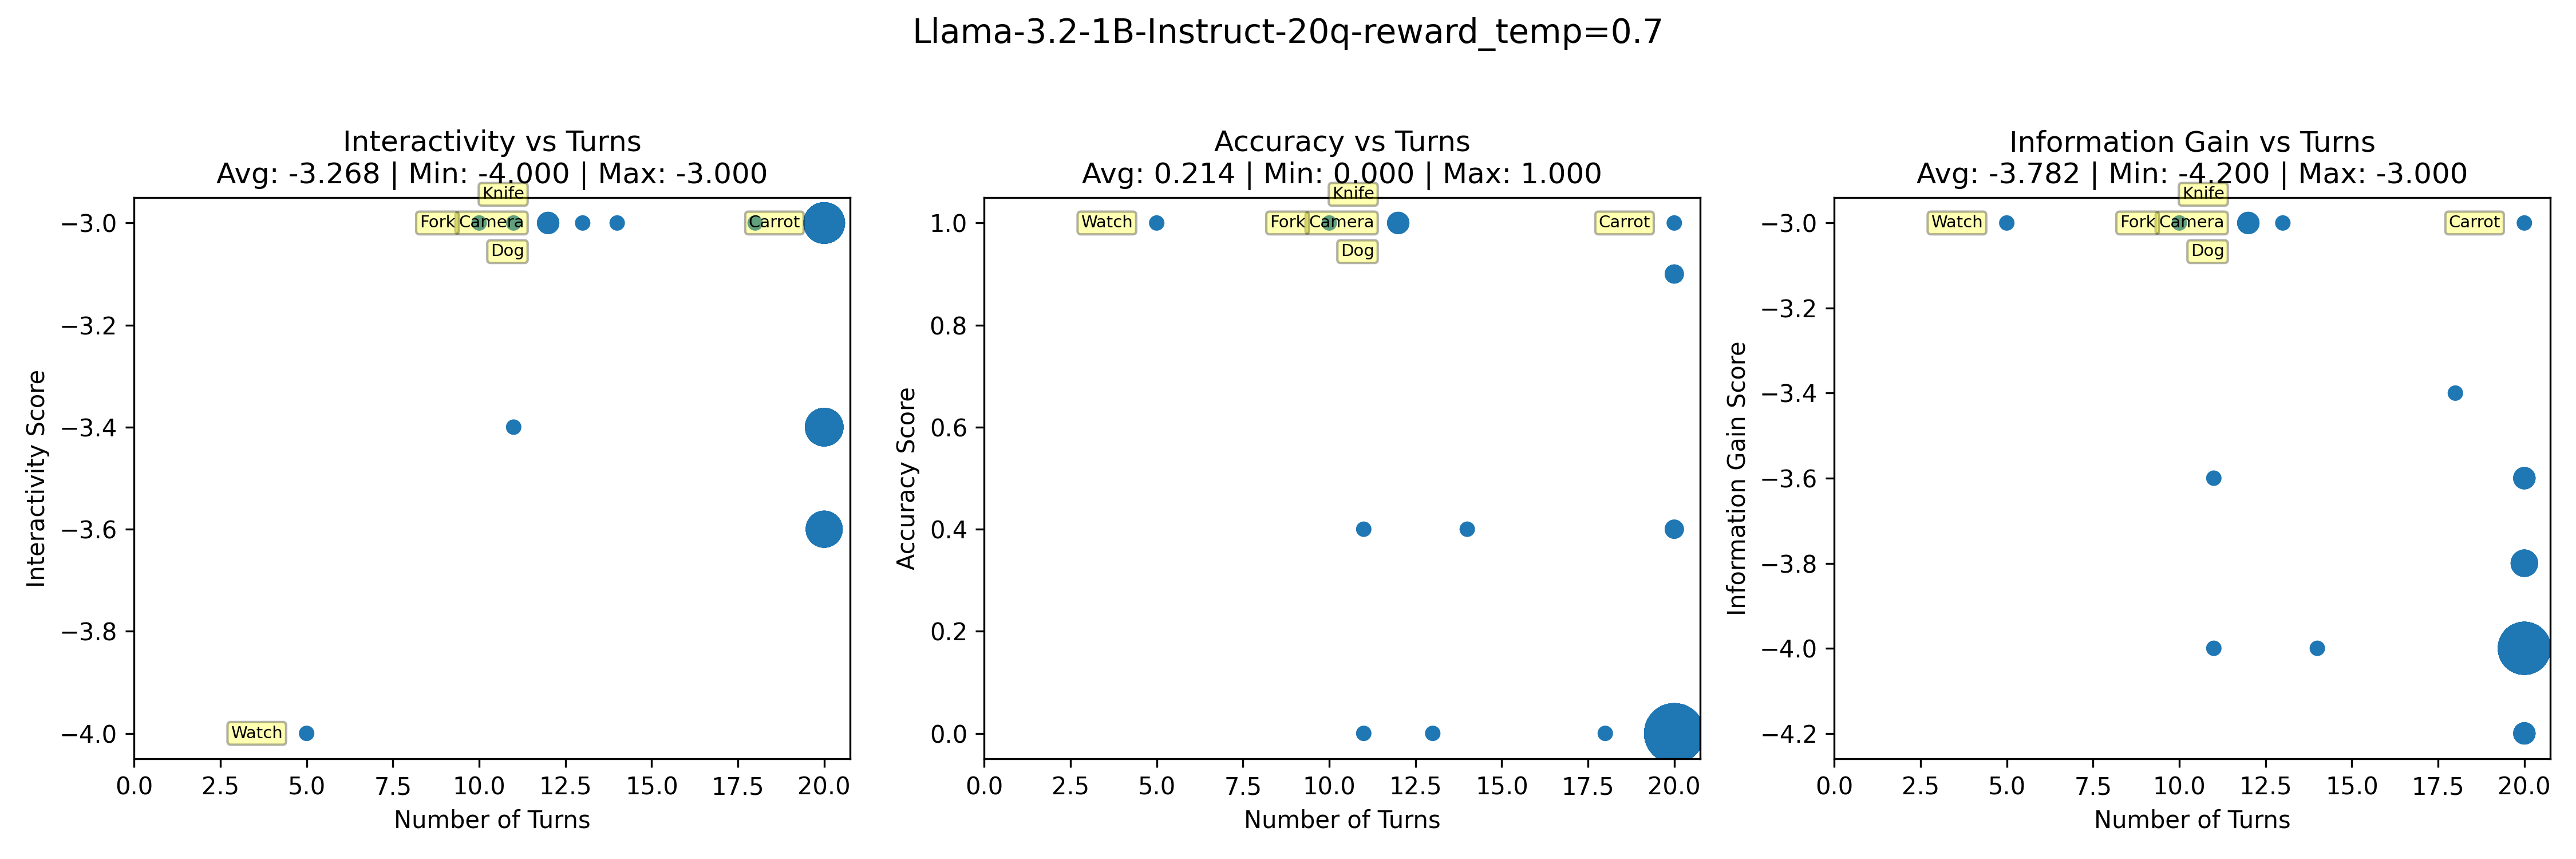 Llama-3.2-1B-Instruct-20q-reward_temp=0.7
Interactivity vs Turns
Avg: -3.268 | Min: -4.000 | Max: -3.000
Knife
Fork
Camera
Carrot
Dog
Watch
−3.0
−3.2
−3.4
−3.6
−3.8
−4.0
Interactivity Score
0.0
2.5
5.0
7.5
10.0
12.5
15.0
17.5
20.0
Number of Turns
Accuracy vs Turns
Avg: 0.214 | Min: 0.000 | Max: 1.000
Knife
Watch
Fork
Camera
Carrot
Dog
1.0
0.8
0.6
0.4
0.2
0.0
Accuracy Score
0.0
2.5
5.0
7.5
10.0
12.5
15.0
17.5
20.0
Number of Turns
Information Gain vs Turns
Avg: -3.782 | Min: -4.200 | Max: -3.000
Knife
Watch
Fork
Camera
Carrot
Dog
−3.0
−3.2
−3.4
−3.6
−3.8
−4.0
−4.2
Information Gain Score
0.0
2.5
5.0
7.5
10.0
12.5
15.0
17.5
20.0
Number of Turns